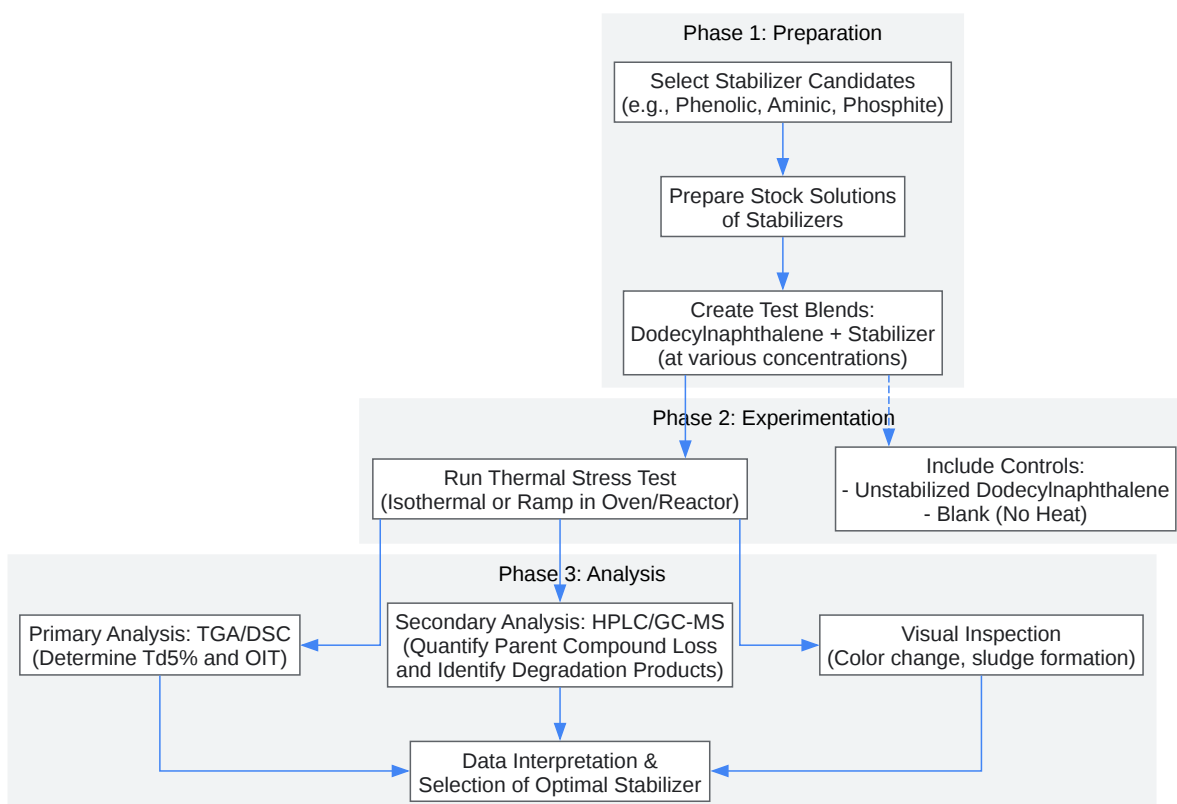 Phase 1: Preparation
Select Stabilizer Candidates
(e.g., Phenolic, Aminic, Phosphite)
Prepare Stock Solutions
of Stabilizers
Create Test Blends:
Dodecylnaphthalene + Stabilizer
(at various concentrations)
Phase 2: Experimentation
Run Thermal Stress Test
(Isothermal or Ramp in Oven/Reactor)
Include Controls:
- Unstabilized Dodecylnaphthalene
- Blank (No Heat)
Phase 3: Analysis
Primary Analysis: TGA/DSC
(Determine Td5% and OIT)
Secondary Analysis: HPLC/GC-MS
(Quantify Parent Compound Loss
and Identify Degradation Products)
Visual Inspection
(Color change, sludge formation)
Data Interpretation &
Selection of Optimal Stabilizer